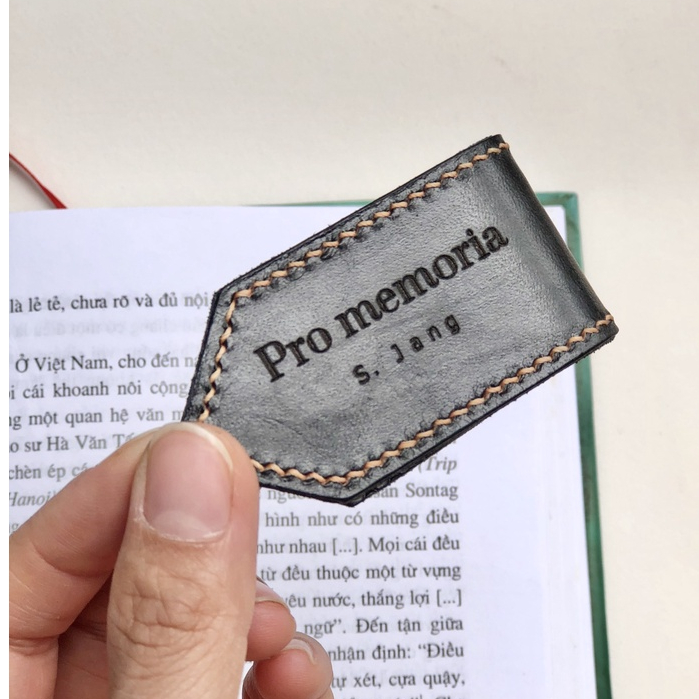 Pro memoria
S. Jang
là lẻ tẻ, chưa rõ và đủ nội
Ở Việt Nam, cho đến
cái khoanh nôi cộng
một quan hệ văn
sư Hà Văn
chèn ép (Trip
Hanoi) Sontag
hình như có những điều
như nhau [...]. Mọi cái đều
từ đều thuộc một từ vựng
yêu nước, thắng lợi [...]
ngữ”. Đến tận giữa
nhận định: “Điều
xét, cựa quậy,